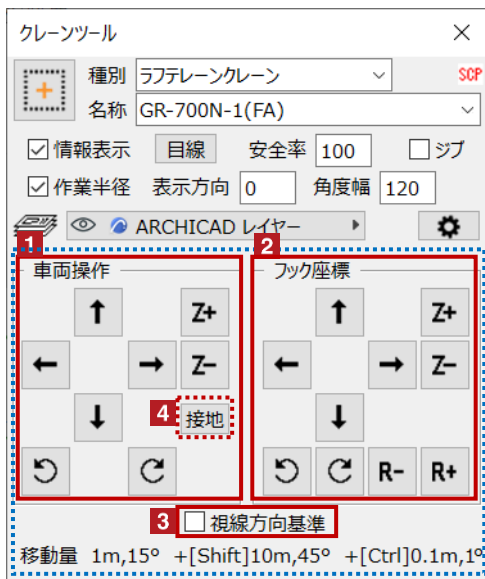 クレーンツール
種別 ラフテレーンクレーン SCP
名称 GR-700N-1(FA)
情報表示 目線 安全率 100 ジブ
作業半径 表示方向 0 角度幅 120
ARCHICAD レイヤー
1 2
車両操作 フック座標
Z+ Z+
Z− Z−
4 接地
R− R+
3 視線方向基準
移動量 1m,15° +[Shift]10m,45° +[Ctrl]0.1m,1°